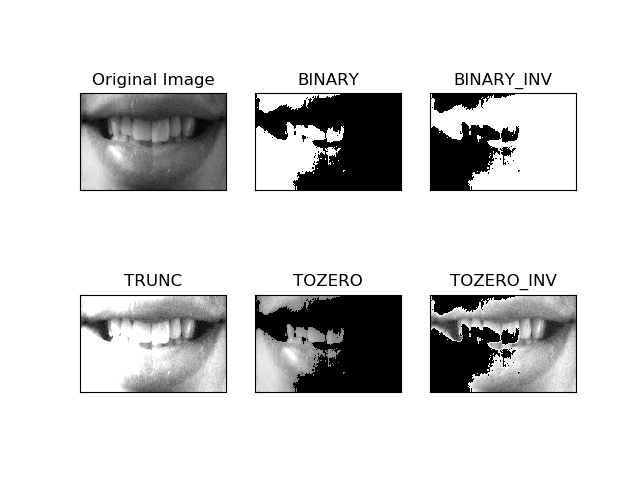 Original Image
BINARY
BINARY_INV
TRUNC
TOZERO
TOZERO_INV